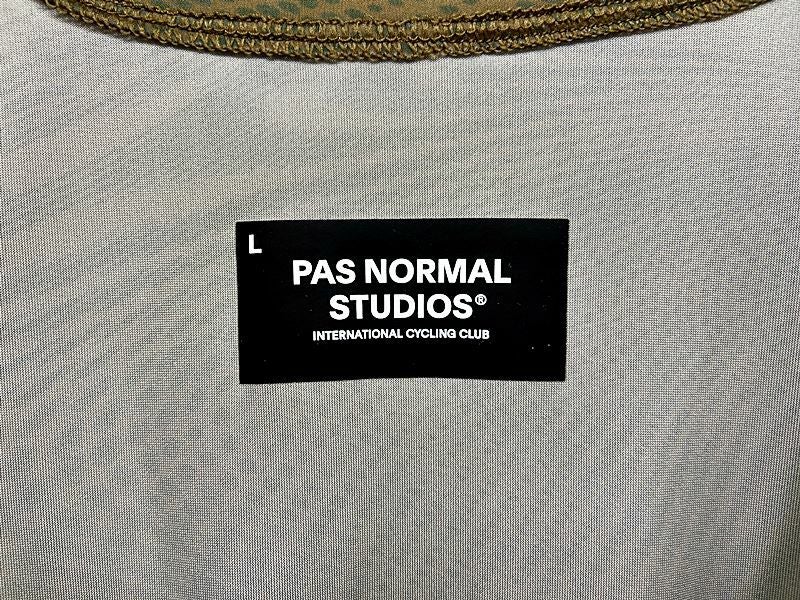 L
PAS NORMAL
STUDIOS®
INTERNATIONAL CYCLING CLUB